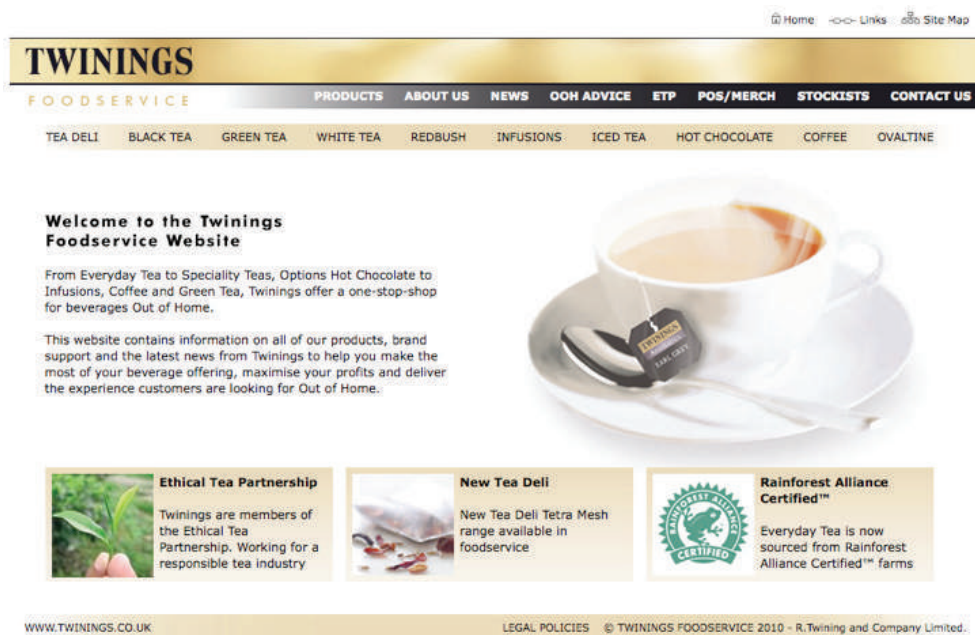 Home Links Site Map
TWININGS
FOODSERVICE
PRODUCTS ABOUT US NEWS OOH ADVICE ETP POS/MERCH STOCKISTS CONTACT US
TEA DELI BLACK TEA GREEN TEA WHITE TEA REDBUSH INFUSIONS ICED TEA HOT CHOCOLATE COFFEE OVALTINE
Welcome to the Twinings
Foodservice Website
From Everyday Tea to Speciality Teas, Options Hot Chocolate to
Infusions, Coffee and Green Tea, Twinings offer a one-stop-shop
for beverages Out of Home.
This website contains information on all of our products, brand
support and the latest news from Twinings to help you make the
most of your beverage offering, maximise your profits and deliver
the experience customers are looking for Out of Home.
TWININGS
EARL GREY
Ethical Tea Partnership
Twinings are members of
the Ethical Tea
Partnership. Working for a
responsible tea industry
New Tea Deli
New Tea Deli Tetra Mesh
range available in
foodservice
RAINFOREST ALLIANCE
CERTIFIED
Rainforest Alliance
Certified™
Everyday Tea is now
sourced from Rainforest
Alliance Certified™ farms
WWW.TWININGS.CO.UK
LEGAL POLICIES © TWININGS FOODSERVICE 2010 - R.Twining and Company Limited.